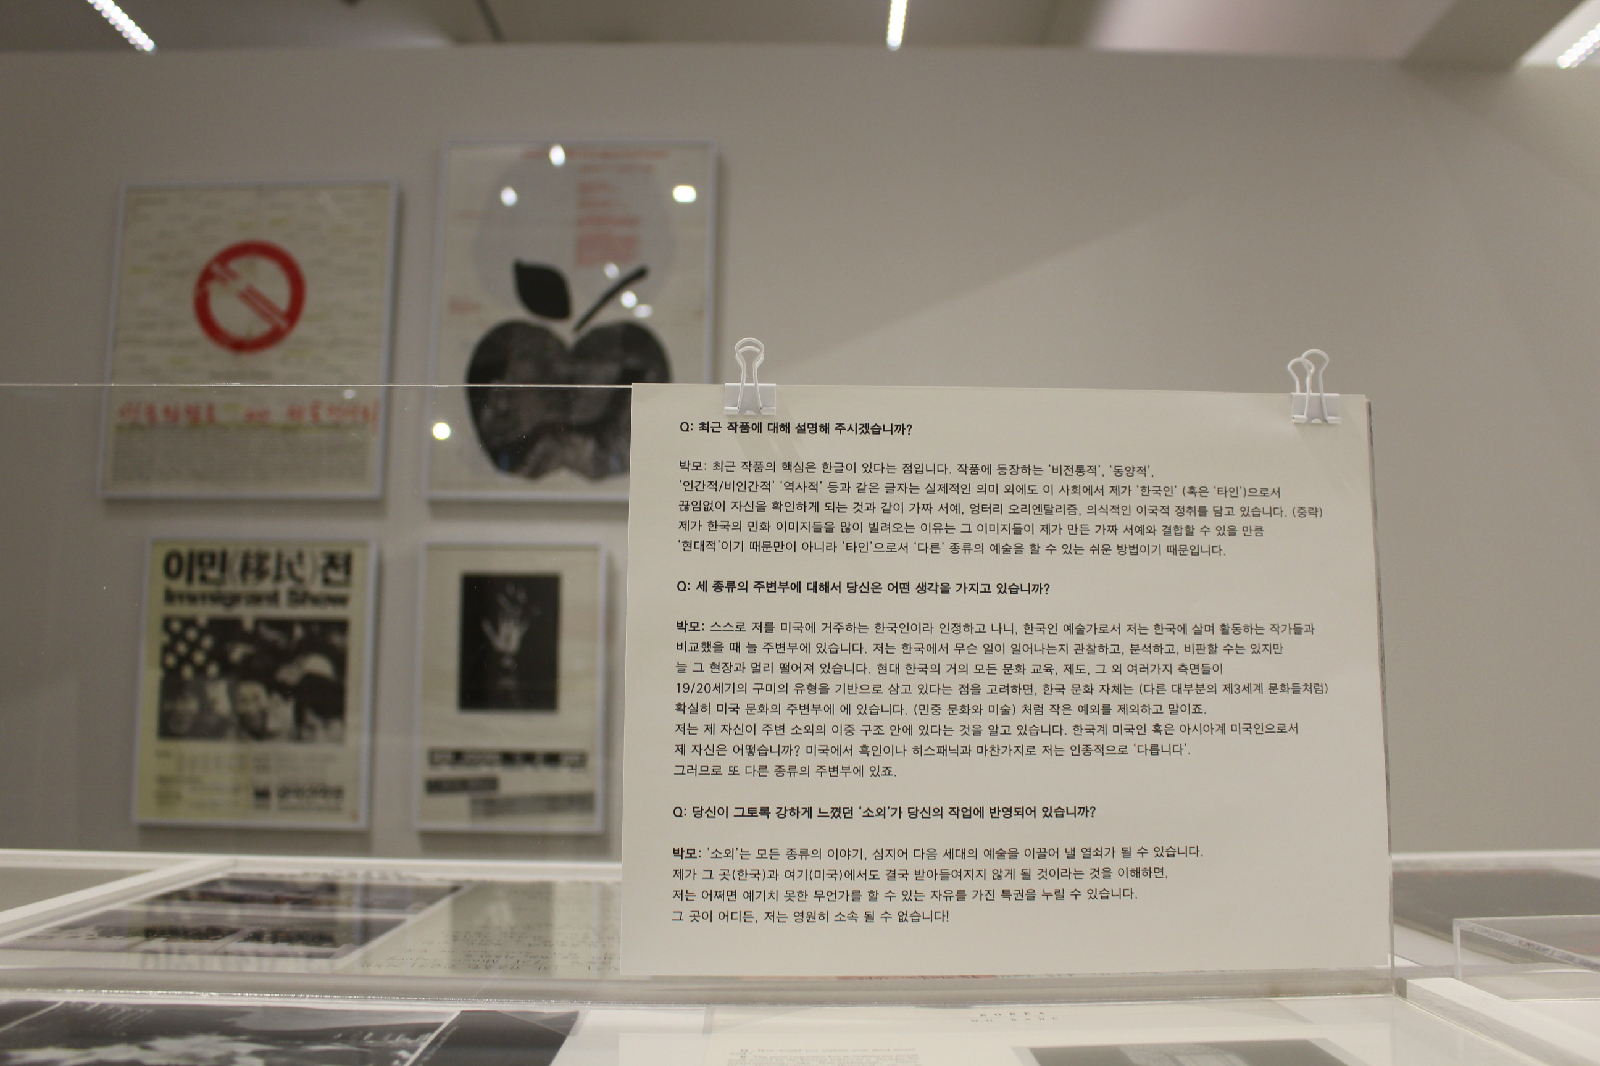 이민(移民)전
Immigrant Show
Q: 최근 작품에 대해 설명해 주시겠습니까?
박모: 최근 작품의 핵심은 한글이 있다는 점입니다. 작품에 등장하는 '비전통적', '동양적',
'인간적/비인간적' '역사적' 등과 같은 글자는 실제적인 의미 외에도 이 사회에서 제가 '한국인' (혹은 '타인')으로서
끊임없이 자신을 확인하게 되는 것과 같이 가짜 서예, 엉터리 오리엔탈리즘, 의식적인 이국적 정취를 담고 있습니다. (중략)
제가 한국의 민화 이미지들을 많이 빌려오는 이유는 그 이미지들이 제가 만든 가짜 서예와 결합할 수 있을 만큼
'현대적'이기 때문만이 아니라 '타인'으로서 '다른' 종류의 예술을 할 수 있는 쉬운 방법이기 때문입니다.
Q: 세 종류의 주변부에 대해서 당신은 어떤 생각을 가지고 있습니까?
박모: 스스로 저를 미국에 거주하는 한국인이라 인정하고 나니, 한국인 예술가로서 저는 한국에 살며 활동하는 작가들과
비교했을 때 늘 주변부에 있습니다. 저는 한국에서 무슨 일이 일어나는지 관찰하고, 분석하고, 비판할 수는 있지만
늘 그 현장과 멀리 떨어져 있습니다. 현대 한국의 거의 모든 문화 교육, 제도, 그 외 여러가지 측면들이
19/20세기의 구미의 유형을 기반으로 삼고 있다는 점을 고려하면, 한국 문화 자체는 (다른 대부분의 제3세계 문화들처럼)
확실히 미국 문화의 주변부에 에 있습니다. (민중 문화와 미술) 처럼 작은 예외를 제외하고 말이죠.
저는 제 자신이 주변 소외의 이중 구조 안에 있다는 것을 알고 있습니다. 한국계 미국인 혹은 아시아계 미국인으로서
제 자신은 어떻습니까? 미국에서 흑인이나 히스패닉과 마찬가지로 저는 인종적으로 '다릅니다'.
그러므로 또 다른 종류의 주변부에 있죠.
Q: 당신이 그토록 강하게 느꼈던 '소외'가 당신의 작업에 반영되어 있습니까?
박모: '소외'는 모든 종류의 이야기, 심지어 다음 세대의 예술을 이끌어 낼 열쇠가 될 수 있습니다.
제가 그 곳(한국)과 여기(미국)에서도 결국 받아들여지지 않게 될 것이라는 것을 이해하면,
저는 어쩌면 예기치 못한 무언가를 할 수 있는 자유를 가진 특권을 누릴 수 있습니다.
그 곳이 어디든, 저는 영원히 소속 될 수 없습니다!